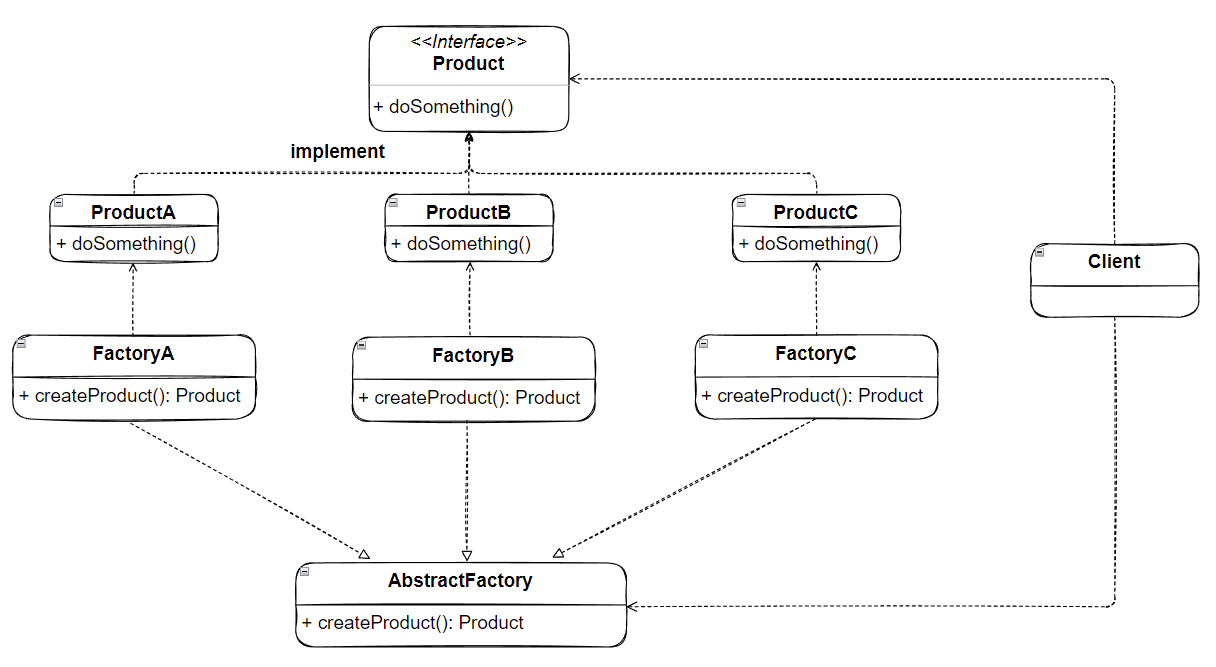 <<Interface>>
Product
+ doSomething()
implement
ProductA
+ doSomething()
ProductB
+ doSomething()
ProductC
+ doSomething()
Client
FactoryA
+ createProduct(): Product
FactoryB
+ createProduct(): Product
FactoryC
+ createProduct(): Product
AbstractFactory
+ createProduct(): Product